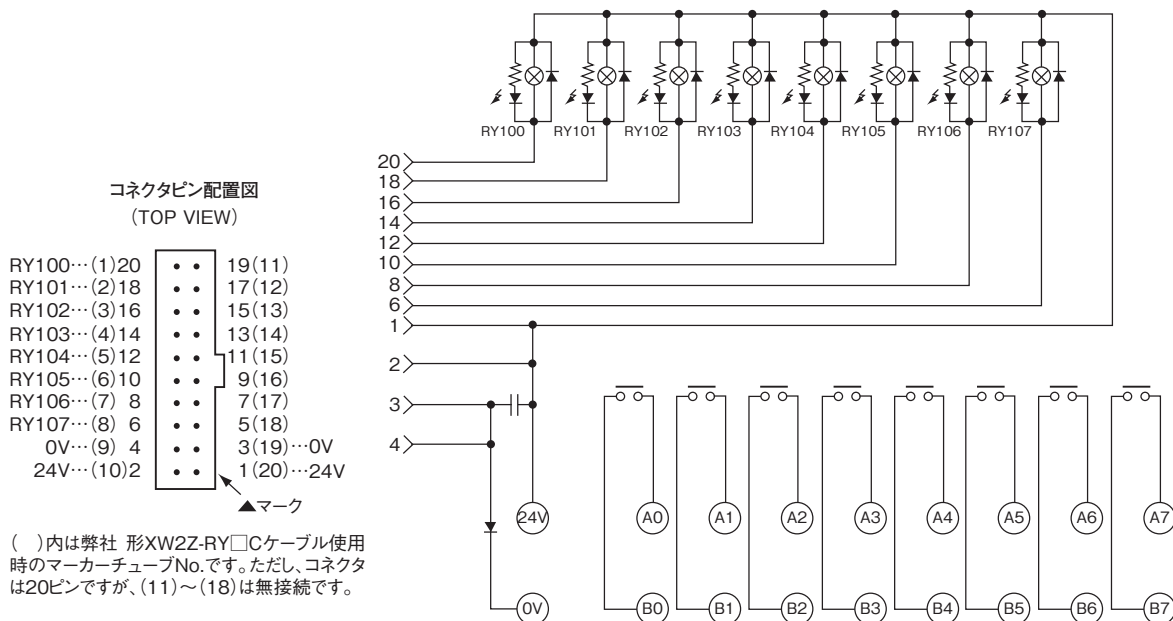 RY100 RY101 RY102 RY103 RY104 RY105 RY106 RY107
20
18
16
14
12
10
8
6
1
2
3
4
24V A0 A1 A2 A3 A4 A5 A6 A7
0V B0 B1 B2 B3 B4 B5 B6 B7
コネクタピン配置図
(TOP VIEW)
RY100…(1)20 19(11)
RY101…(2)18 17(12)
RY102…(3)16 15(13)
RY103…(4)14 13(14)
RY104…(5)12 11(15)
RY105…(6)10 9(16)
RY106…(7) 8 7(17)
RY107…(8) 6 5(18)
0V…(9) 4 3(19)…0V
24V…(10)2 1(20)…24V
▲マーク
( )内は弊社 形XW2Z-RY□Cケーブル使用
時のマーカーチューブNo.です。ただし、コネクタ
は20ピンですが、(11)～(18)は無接続です。